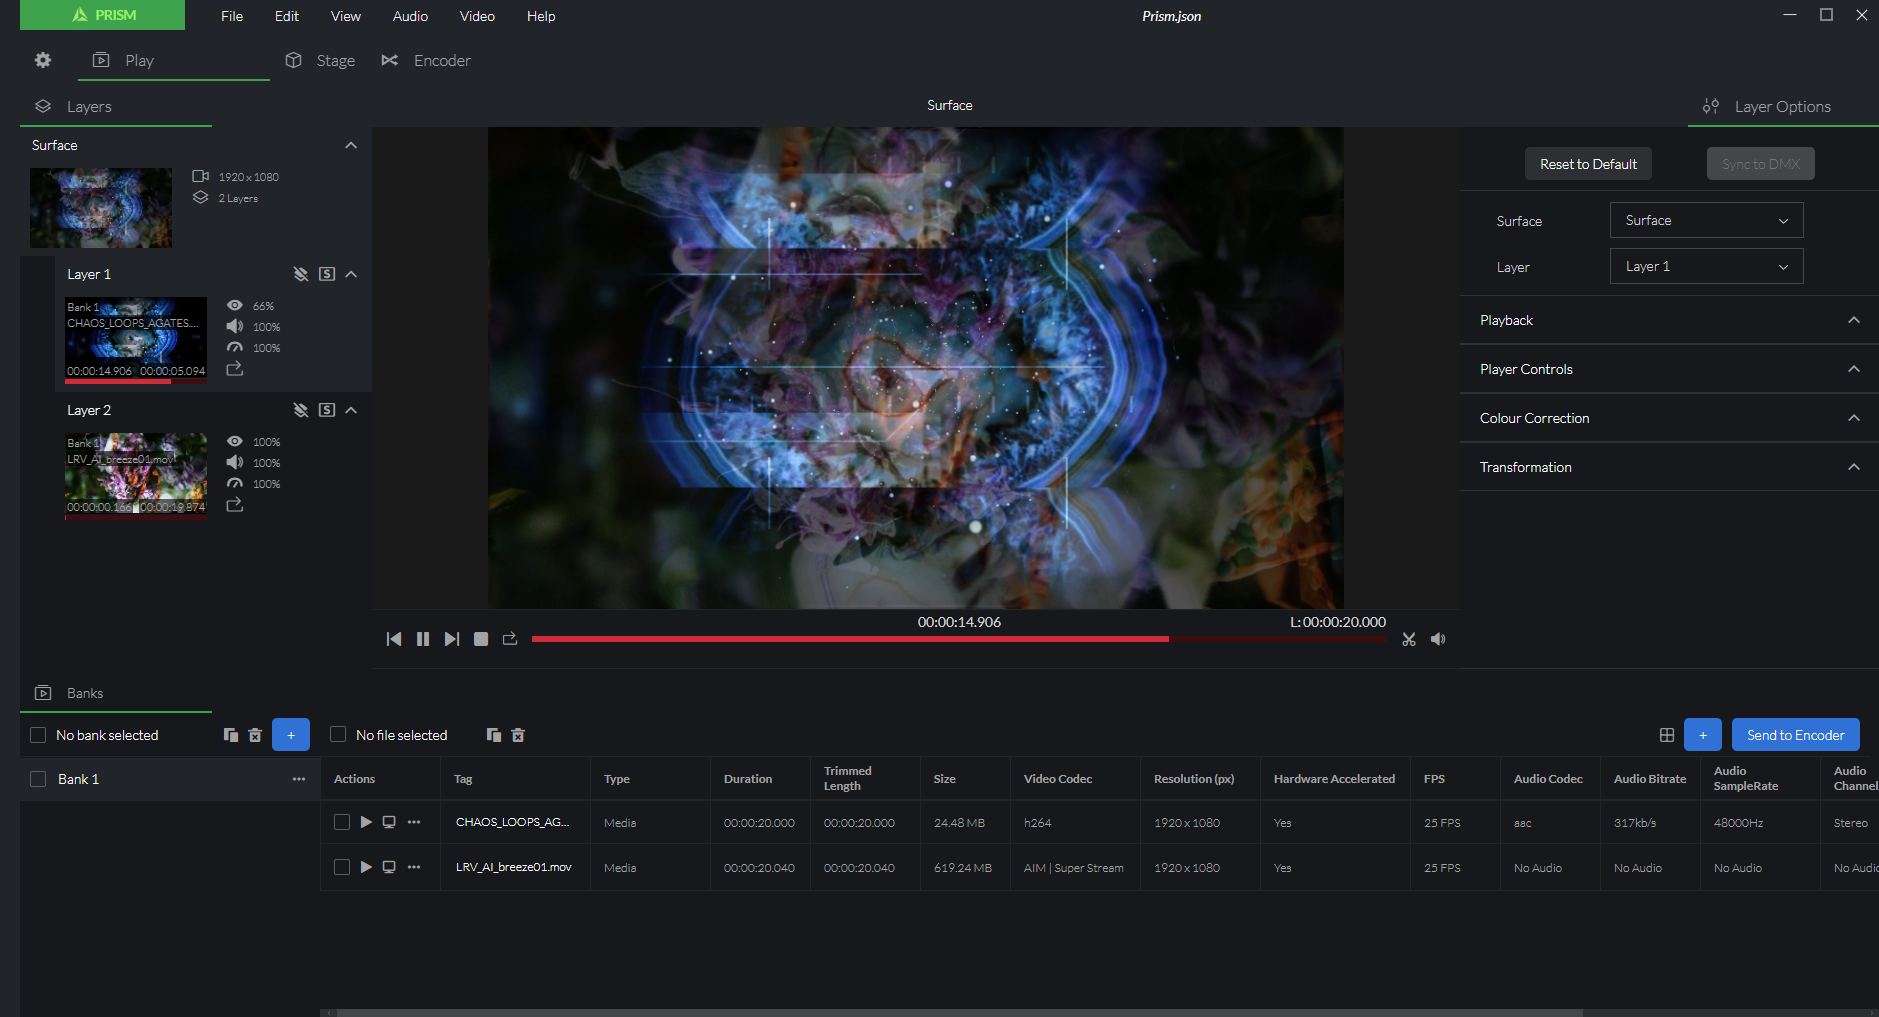 PRISM
File Edit View Audio Video Help
Prism.json
Play Stage Encoder
Layers
Surface
Layer Options
Surface
1920 x 1080
2 Layers
Layer 1
S
Bank 1
CHAOS_LOOPS_AGATES....
00:00:14.906 00:00:05.094
66%
100%
100%
Layer 2
S
Bank 1
LRV_AI_breeze01.mov
00:00:00.166 00:00:19.874
100%
100%
100%
00:00:14.906
L: 00:00:20.000
Reset to Default Sync to DMX
Surface Surface
Layer Layer 1
Playback
Player Controls
Colour Correction
Transformation
Banks
No bank selected +
No file selected
+ Send to Encoder
Bank 1 ...
Actions Tag Type Duration Trimmed Length Size Video Codec Resolution (px) Hardware Accelerated FPS Audio Codec Audio Bitrate Audio SampleRate Audio Channel
CHAOS_LOOPS_AG... Media 00:00:20.000 00:00:20.000 24.48 MB h264 1920 x 1080 Yes 25 FPS aac 317kb/s 48000Hz Stereo
LRV_AI_breeze01.mov Media 00:00:20.040 00:00:20.040 619.24 MB AIM | Super Stream 1920 x 1080 Yes 25 FPS No Audio No Audio No Audio No Audio